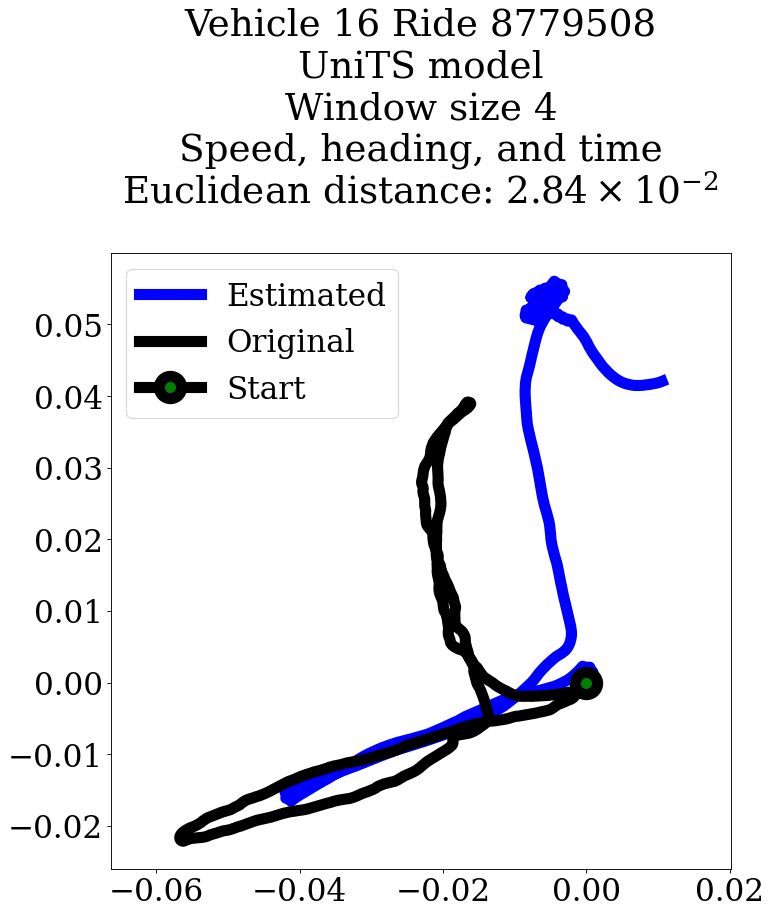 Vehicle 16 Ride 8779508
UniTS model
Window size 4
Speed, heading, and time
Euclidean distance: 2.84 × 10⁻²
Estimated
Original
Start
0.05
0.04
0.03
0.02
0.01
0.00
−0.01
−0.02
−0.06 −0.04 −0.02 0.00 0.02